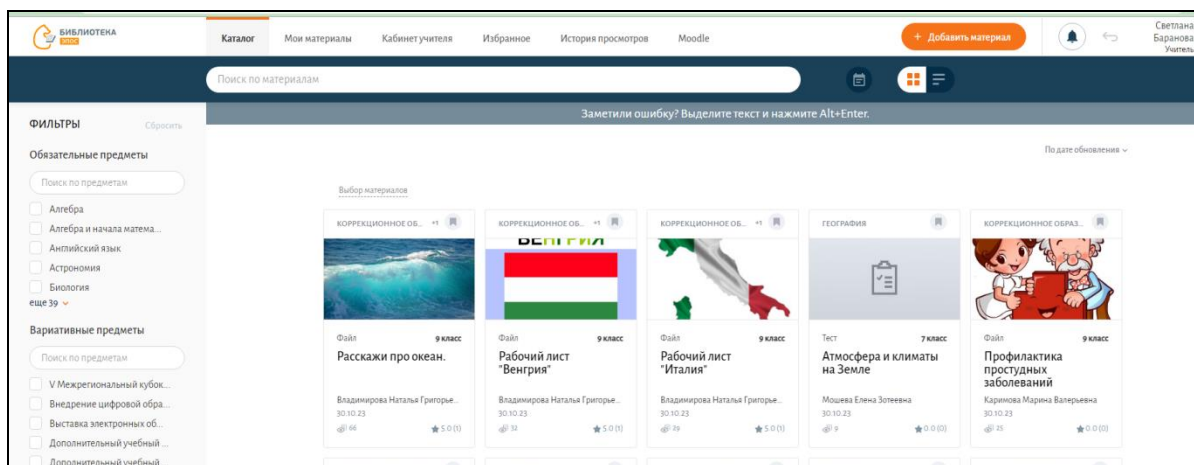 БИБЛИОТЕКА
ЭПОС
Каталог
Мои материалы
Кабинет учителя
Избранное
История просмотров
Moodle
+ Добавить материал
Светлана
Баранова
Учитель
Поиск по материалам
Заметили ошибку? Выделите текст и нажмите Alt+Enter.
ФИЛЬТРЫ
Сбросить
Обязательные предметы
Поиск по предметам
Алгебра
Алгебра и начала матема...
Английский язык
Астрономия
Биология
еще 39
Вариативные предметы
Поиск по предметам
V Межрегиональный кубок...
Внедрение цифровой обра...
Выставка электронных об...
Дополнительный учебный ...
Дополнительный учебный
По дате обновления
Выбор материалов
КОРРЕКЦИОННОЕ ОБ... +1
Файл
9 класс
Расскажи про океан.
Владимирова Наталья Григорье...
30.10.23
66
5.0 (1)
КОРРЕКЦИОННОЕ ОБ... +1
ВЕНГРИЯ
Файл
9 класс
Рабочий лист
"Венгрия"
Владимирова Наталья Григорье...
30.10.23
32
5.0 (1)
КОРРЕКЦИОННОЕ ОБ... +1
Файл
9 класс
Рабочий лист
"Италия"
Владимирова Наталья Григорье...
30.10.23
29
5.0 (1)
ГЕОГРАФИЯ
Тест
7 класс
Атмосфера и климаты
на Земле
Мошева Елена Зотеевна
30.10.23
9
0.0 (0)
КОРРЕКЦИОННОЕ ОБРАЗ...
Файл
9 класс
Профилактика
простудных
заболеваний
Каримова Марина Валерьевна
30.10.23
25
0.0 (0)